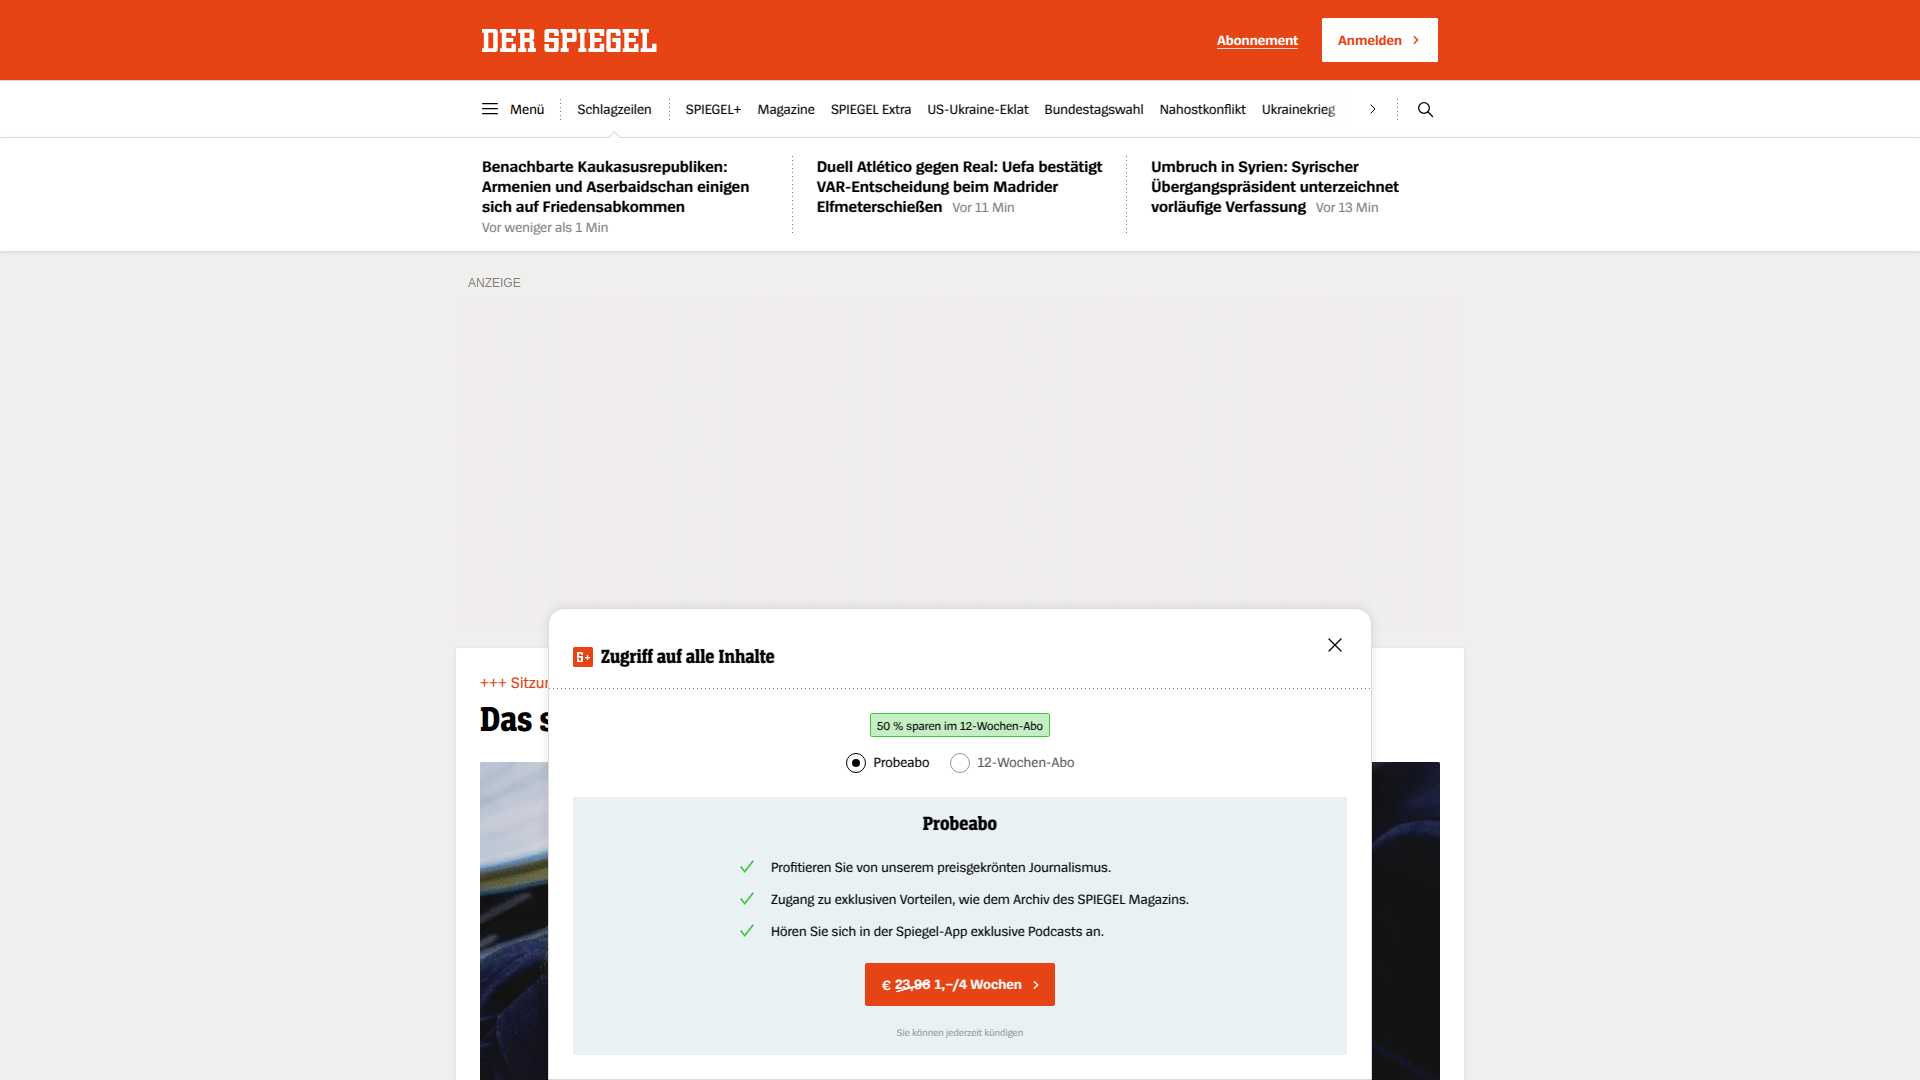 DER SPIEGEL
Abonnement
Anmelden
Menü
Schlagzeilen
SPIEGEL+
Magazine
SPIEGEL Extra
US-Ukraine-Eklat
Bundestagswahl
Nahostkonflikt
Ukrainekrieg
Benachbarte Kaukasusrepubliken:
Armenien und Aserbaidschan einigen
sich auf Friedensabkommen
Vor weniger als 1 Min
Duell Atlético gegen Real: Uefa bestätigt
VAR-Entscheidung beim Madrider
Elfmeterschießen Vor 11 Min
Umbruch in Syrien: Syrischer
Übergangspräsident unterzeichnet
vorläufige Verfassung Vor 13 Min
ANZEIGE
+++
Das
Zugriff auf alle Inhalte
50 % sparen im 12-Wochen-Abo
Probeabo
12-Wochen-Abo
Probeabo
Profitieren Sie von unserem preisgekrönten Journalismus.
Zugang zu exklusiven Vorteilen, wie dem Archiv des SPIEGEL Magazins.
Hören Sie sich in der Spiegel-App exklusive Podcasts an.
€ 23,96 1,–/4 Wochen
Sie können jederzeit kündigen